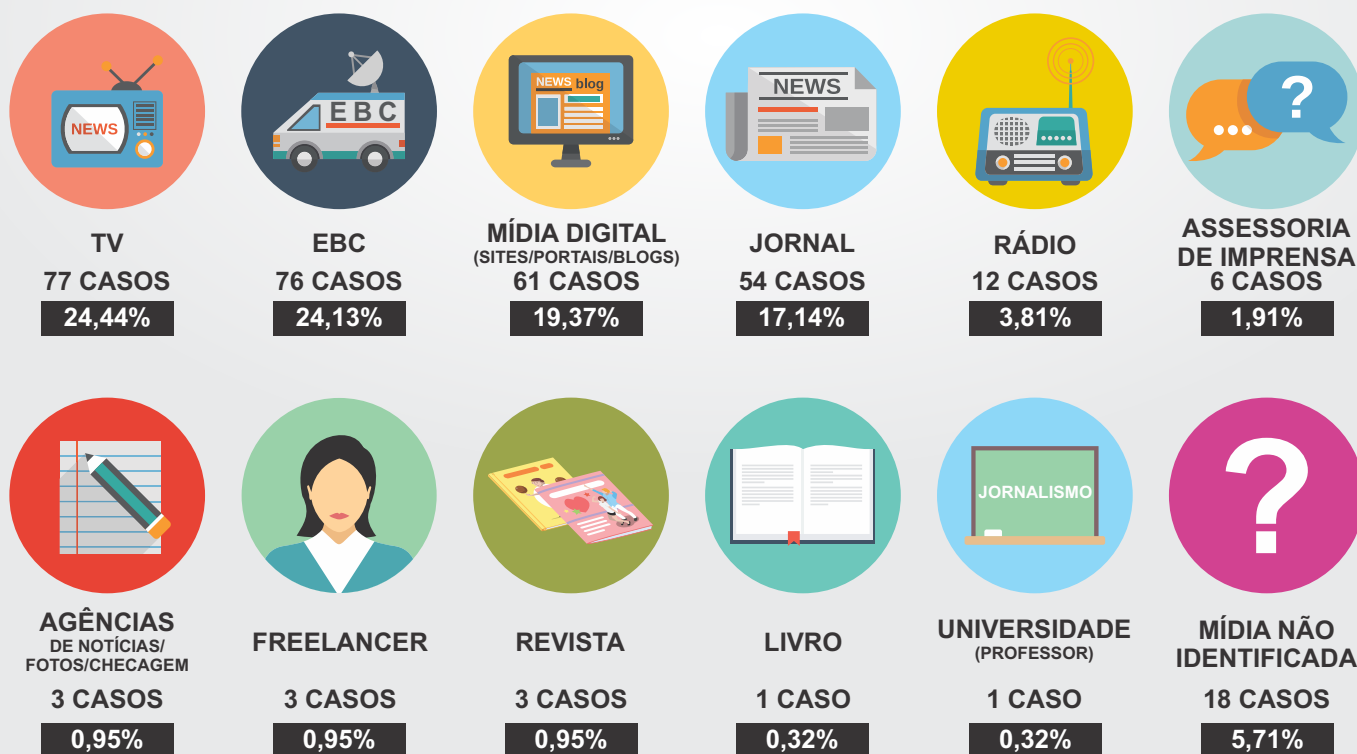 NEWS
EBC
NEWS blog
NEWS
?
TV
77 CASOS
24,44%
EBC
76 CASOS
24,13%
MÍDIA DIGITAL
(SITES/PORTAIS/BLOGS)
61 CASOS
19,37%
JORNAL
54 CASOS
17,14%
RÁDIO
12 CASOS
3,81%
ASSESSORIA
DE IMPRENSA
6 CASOS
1,91%
JORNALISMO
?
AGÊNCIAS
DE NOTÍCIAS/
FOTOS/CHECAGEM
3 CASOS
0,95%
FREELANCER
3 CASOS
0,95%
REVISTA
3 CASOS
0,95%
LIVRO
1 CASO
0,32%
UNIVERSIDADE
(PROFESSOR)
1 CASO
0,32%
MÍDIA NÃO
IDENTIFICADA
18 CASOS
5,71%